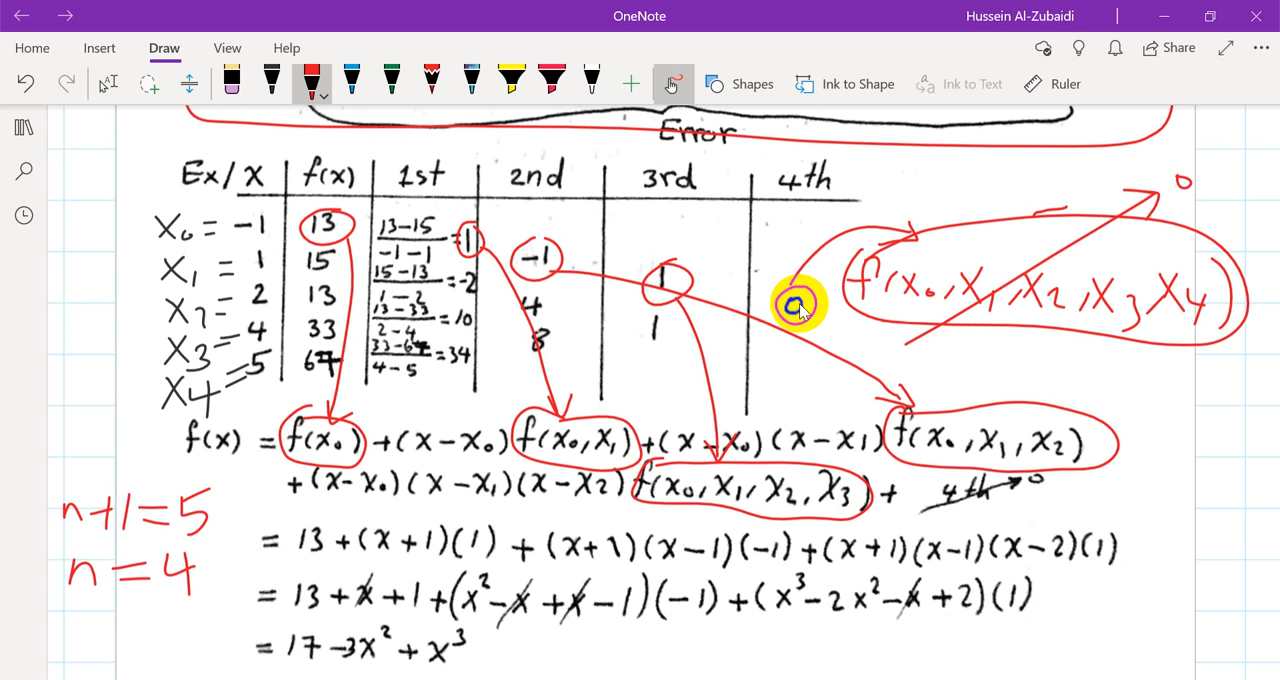 OneNote
Hussein Al-Zubaidi
Home Insert Draw View Help Share
Shapes Ink to Shape Ink to Text Ruler
Error
Ex/ X f(x) 1st 2nd 3rd 4th
X₀ = -1 13 (13-15)/(-1-1) = 1
X₁ = 1 15 (15-13)/(1-2) = -2 -1
X₂ = 2 13 (13-33)/(2-4) = 10 4 1 0
X₃ = 4 33 (33-67)/(4-5) = 34 8 1
X₄ = 5 67
f(x₀, x₁, x₂, x₃ x₄) 0
f(x) = f(x₀) + (x-x₀) f(x₀,x₁) + (x-x₀)(x-x₁) f(x₀,x₁,x₂)
+ (x-x₀)(x-x₁)(x-x₂) f(x₀,x₁,x₂,x₃) + 4th → 0
n+1=5
n=4
= 13 + (x+1)(1) + (x+1)(x-1)(-1) + (x+1)(x-1)(x-2)(1)
= 13 + x + 1 + (x² - x + x - 1)(-1) + (x³ - 2x² - x + 2)(1)
= 17 - 3x² + x³